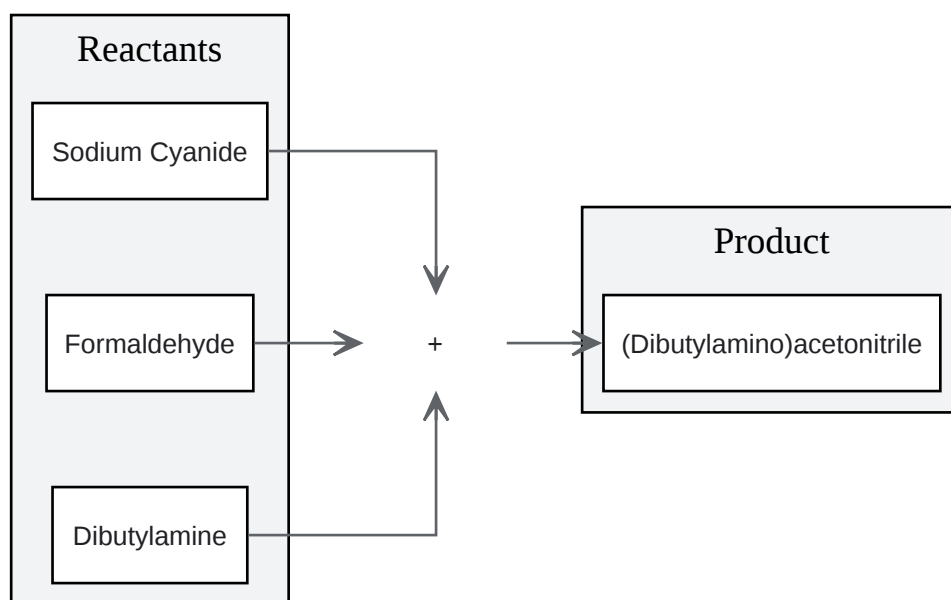 Reactants
Sodium Cyanide
Formaldehyde
Dibutylamine
+
Product
(Dibutylamino)acetonitrile